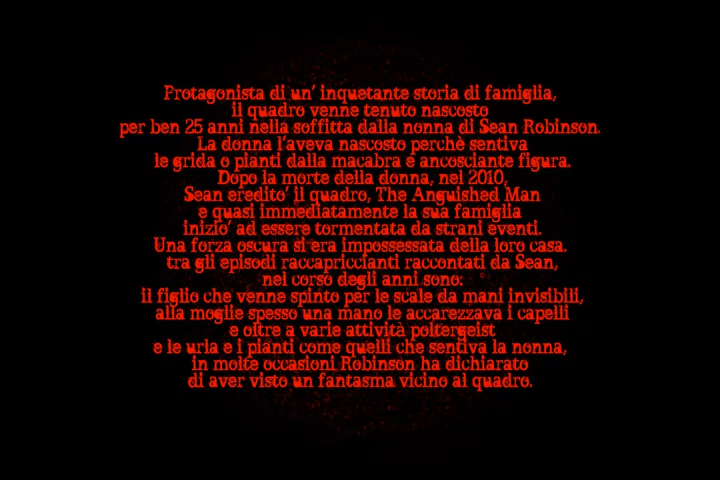 Protagonista di un' inquetante storia di famiglia,
il quadro venne tenuto nascosto
per ben 25 anni nella soffitta dalla nonna di Sean Robinson.
La donna l'aveva nascosto perchè sentiva
le grida o pianti dalla macabra e ancosciante figura.
Dopo la morte della donna, nel 2010,
Sean eredito' il quadro, The Anguished Man
e quasi immediatamente la sua famiglia
inizio' ad essere tormentata da strani eventi.
Una forza oscura si era impossessata della loro casa.
tra gli episodi raccapriccianti raccontati da Sean,
nel corso degli anni sono:
il figlio che venne spinto per le scale da mani invisibili,
alla moglie spesso una mano le accarezzava i capelli
e oltre a varie attività poltergeist
e le urla e i pianti come quelli che sentiva la nonna,
in molte occasioni Robinson ha dichiarato
di aver visto un fantasma vicino al quadro.